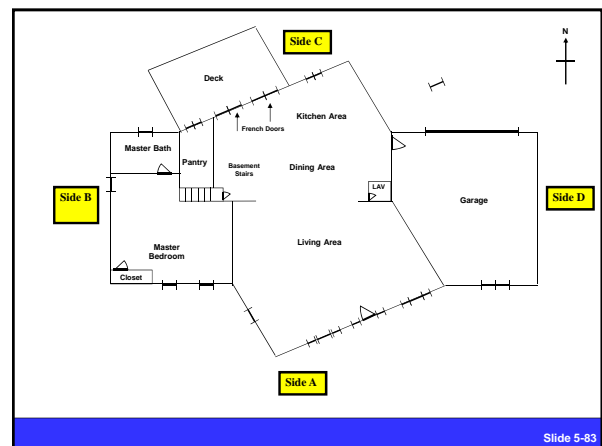 Side C
N
Deck
Kitchen Area
French Doors
Master Bath
Pantry
Basement
Stairs
Dining Area
LAV
Side B
Garage
Side D
Living Area
Master
Bedroom
Closet
Side A
Slide 5-83